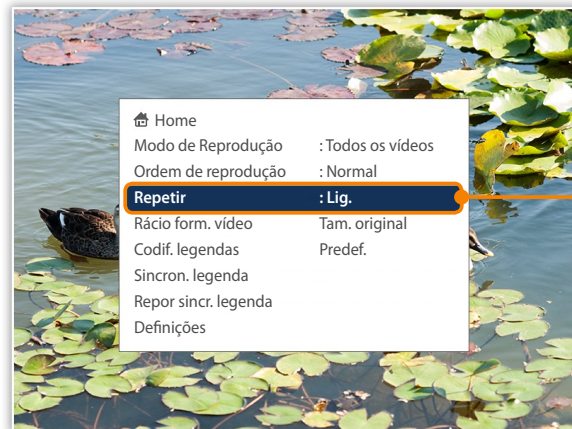 Home
Modo de Reprodução : Todos os vídeos
Ordem de reprodução : Normal
Repetir : Lig.
Rácio form. vídeo Tam. original
Codif. legendas Predef.
Sincron. legenda
Repor sincr. legenda
Definições